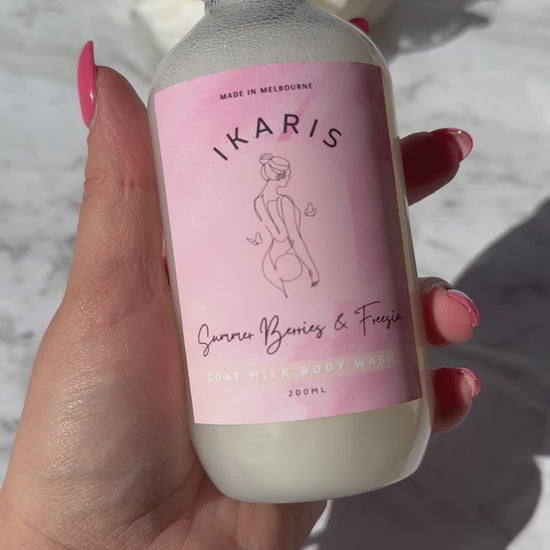 MADE IN MELBOURNE
IKARIS
Summer Berries & Freesia
GOAT MILK BODY WASH
200ML